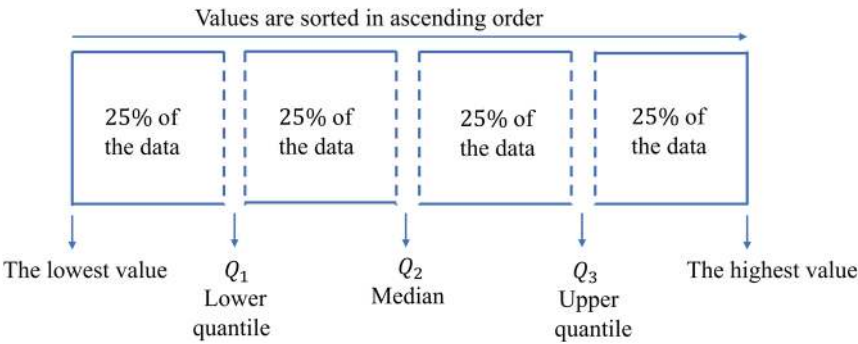 Values are sorted in ascending order
25% of
the data
25% of
the data
25% of
the data
25% of
the data
The lowest value
Q₁
Lower
quantile
Q₂
Median
Q₃
Upper
quantile
The highest value